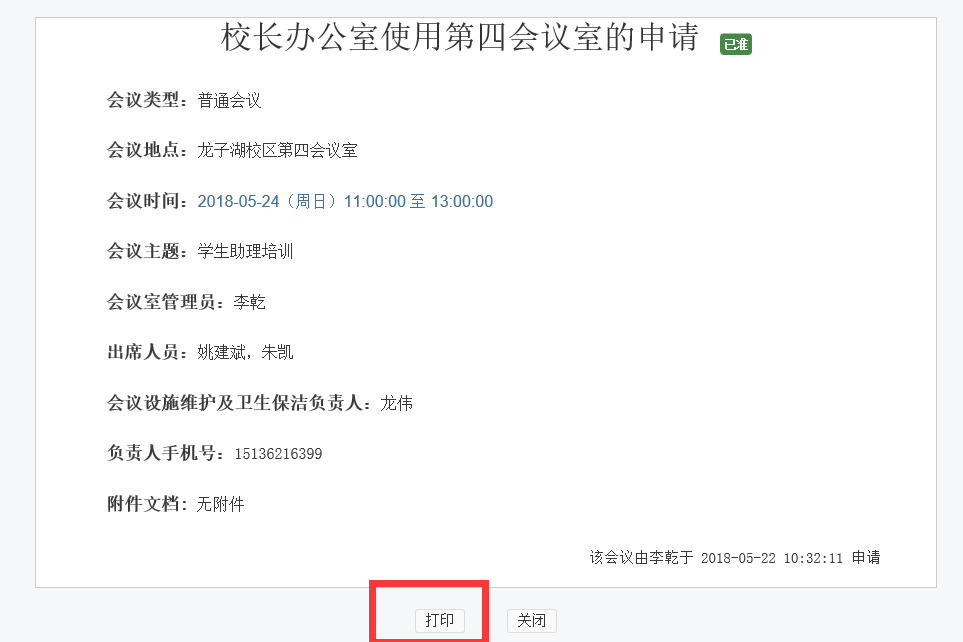 校长办公室使用第四会议室的申请 已准
会议类型：普通会议
会议地点：龙子湖校区第四会议室
会议时间：2018-05-24（周日）11:00:00 至 13:00:00
会议主题：学生助理培训
会议室管理员：李乾
出席人员：姚建斌，朱凯
会议设施维护及卫生保洁负责人：龙伟
负责人手机号：15136216399
附件文档：无附件
该会议由李乾于 2018-05-22 10:32:11 申请
打印 关闭